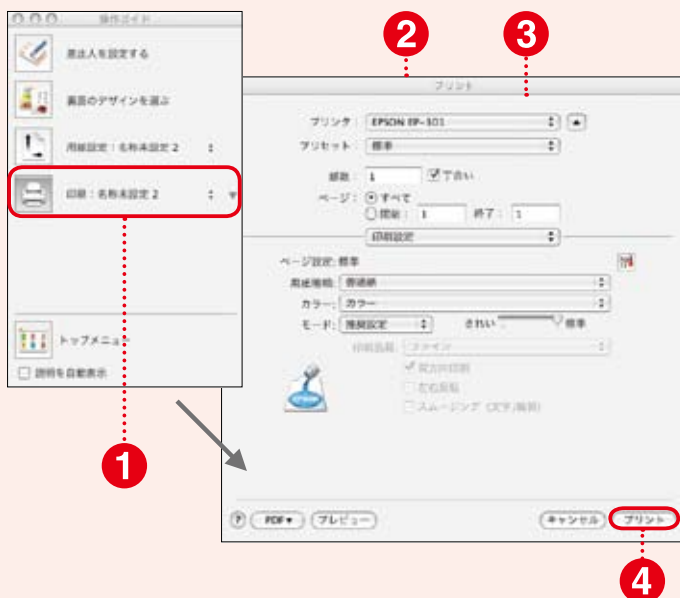 操作ガイド
差出人を設定する
裏面のデザインを選ぶ
用紙設定：名称未設定 2
印刷：名称未設定 2
トップメニュー
説明を自動表示
1
2
3
プリント
プリンタ： EPSON EP-301
プリセット： 標準
部数： 1 丁合い
ページ： すべて
開始： 1 終了： 1
印刷設定
ページ設定: 標準
用紙種類: 普通紙
カラー: カラー
モード: 推奨設定 きれい 標準
印刷品質: ファイン
双方向印刷
左右反転
スムージング（文字/輪郭）
EPSON
? PDF▼ プレビュー キャンセル プリント
4